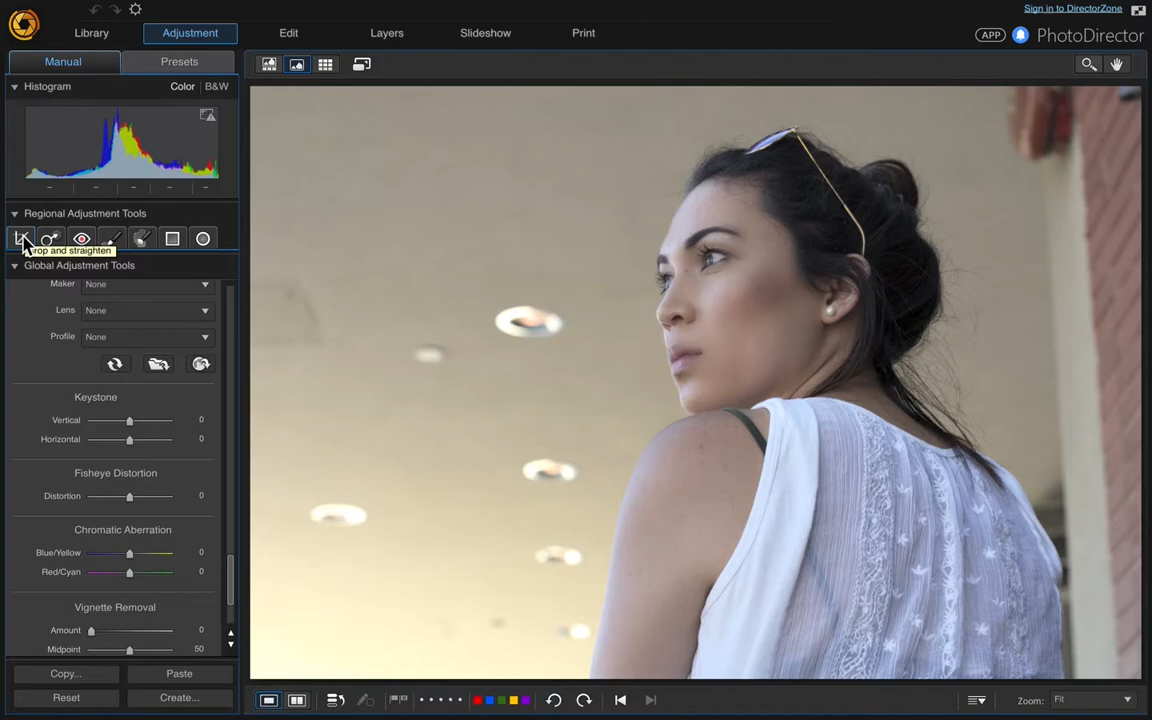 Sign in to DirectorZone
Library Adjustment Edit Layers Slideshow Print
APP PhotoDirector
Manual Presets
Histogram Color B&W
Regional Adjustment Tools
rop and straighten
Global Adjustment Tools
Maker None
Lens None
Profile None
Keystone
Vertical 0
Horizontal 0
Fisheye Distortion
Distortion 0
Chromatic Aberration
Blue/Yellow 0
Red/Cyan 0
Vignette Removal
Amount 0
Midpoint 50
Copy... Paste
Reset Create...
Zoom: Fit